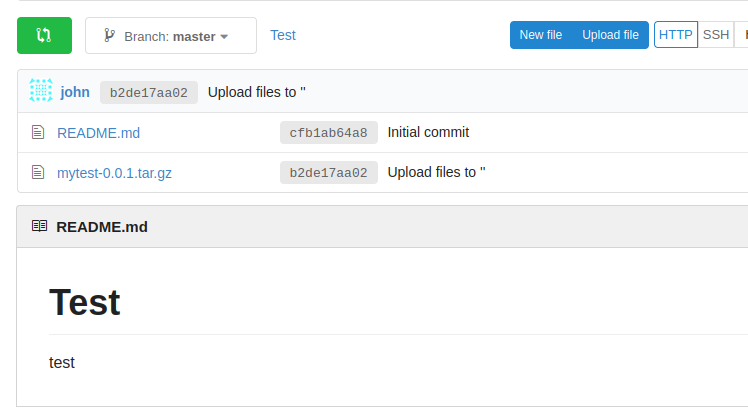 Branch: master Test New file Upload file HTTP SSH
john b2de17aa02 Upload files to ''
README.md cfb1ab64a8 Initial commit
mytest-0.0.1.tar.gz b2de17aa02 Upload files to ''
README.md
Test
test